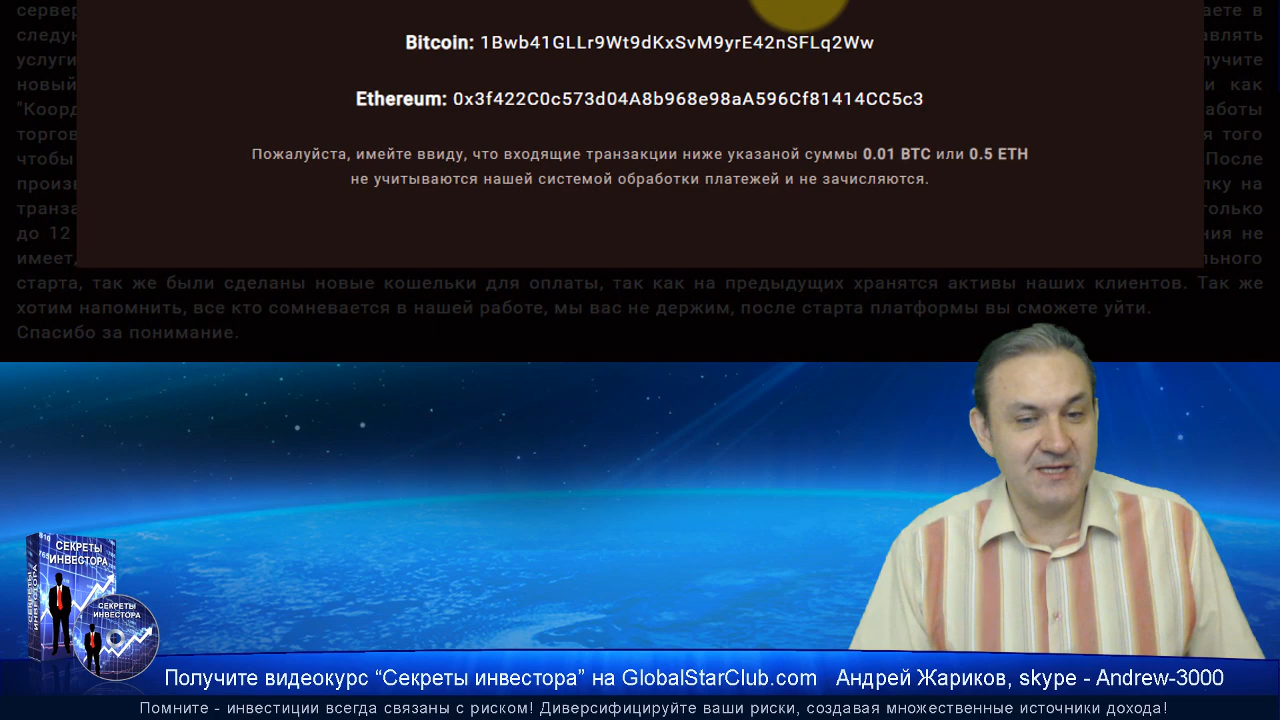 Bitcoin: 1Bwb41GLLr9Wt9dKxSvM9yrE42nSFLq2Ww
Ethereum: 0x3f422C0c573d04A8b968e98aA596Cf81414CC5c3
Пожалуйста, имейте ввиду, что входящие транзакции ниже указаной суммы 0.01 BTC или 0.5 ETH
не учитываются нашей системой обработки платежей и не зачисляются.
до 12
старта, так же были сделаны новые кошельки для оплаты, так как на предыдущих хранятся активы наших клиентов. Так же
хотим напомнить, все кто сомневается в нашей работе, мы вас не держим, после старта платформы вы сможете уйти.
Спасибо за понимание.
СЕКРЕТЫ
ИНВЕСТОРА
СЕКРЕТЫ ИНВЕСТОРА
СЕКРЕТЫ
ИНВЕСТОРА
Получите видеокурс “Секреты инвестора” на GlobalStarClub.com Андрей Жариков, skype - Andrew-3000
Помните - инвестиции всегда связаны с риском! Диверсифицируйте ваши риски, создавая множественные источники дохода!